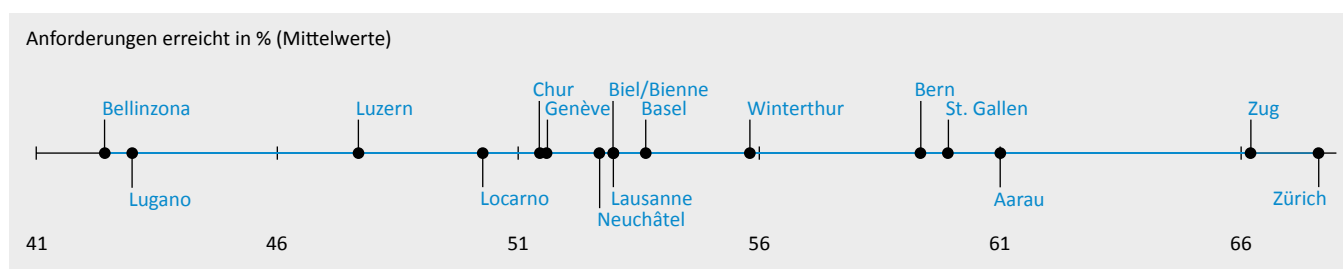 Anforderungen erreicht in % (Mittelwerte)
Chur Biel/Bienne Bern
Bellinzona Luzern Genève Basel Winterthur St. Gallen Zug
Lugano Locarno Lausanne Aarau Zürich
Neuchâtel
41 46 51 56 61 66